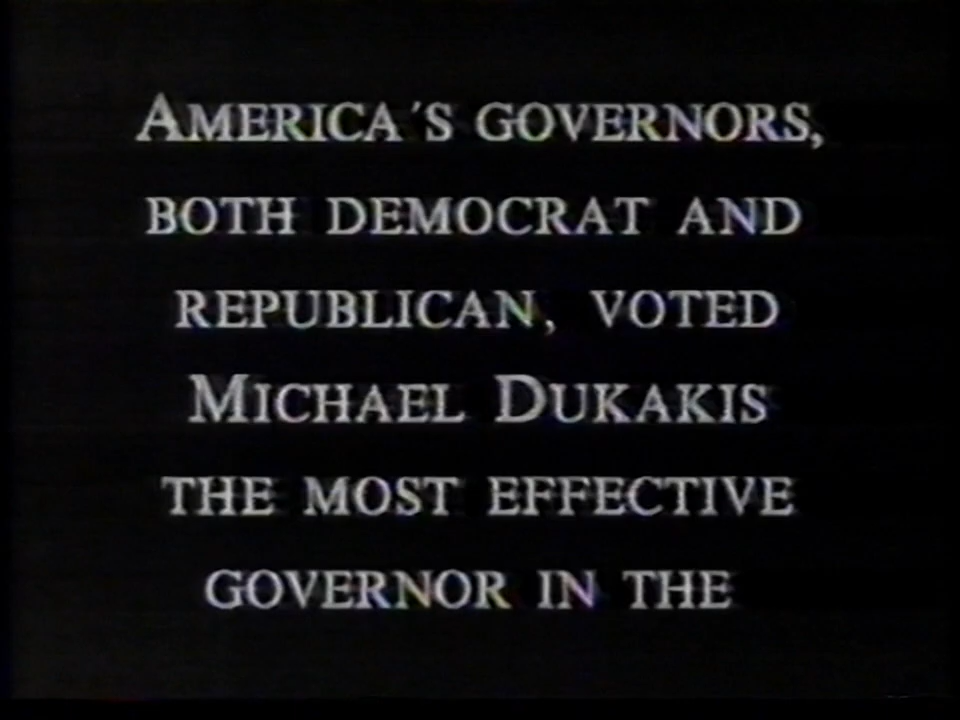 AMERICA'S GOVERNORS,
BOTH DEMOCRAT AND
REPUBLICAN, VOTED
MICHAEL DUKAKIS
THE MOST EFFECTIVE
GOVERNOR IN THE